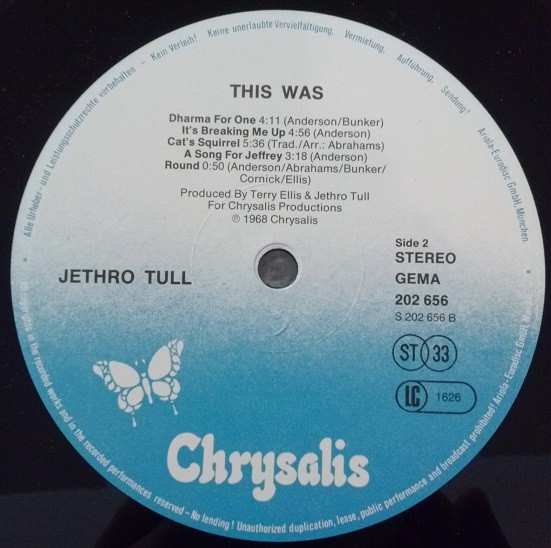 Alle Urheber- und Leistungsschutzrechte vorbehalten – Kein Verleih! Keine unerlaubte Vervielfältigung, Vermietung, Aufführung, Sendung! Ariola-Eurodisc GmbH, München.
THIS WAS
Dharma For One 4:11 (Anderson/Bunker)
It's Breaking Me Up 4:56 (Anderson)
Cat's Squirrel 5:36 (Trad./Arr.: Abrahams)
A Song For Jeffrey 3:18 (Anderson)
Round 0:50 (Anderson/Abrahams/Bunker/
Cornick/Ellis)
Produced By Terry Ellis & Jethro Tull
For Chrysalis Productions
℗ 1968 Chrysalis
JETHRO TULL
Side 2
STEREO
GEMA
202 656
S 202 656 B
ST 33
LC 1626
Chrysalis
in the recorded works and in the recorded performances reserved – No lending! Unauthorized duplication, lease, public performance and broadcast prohibited! Ariola-Eurodisc GmbH